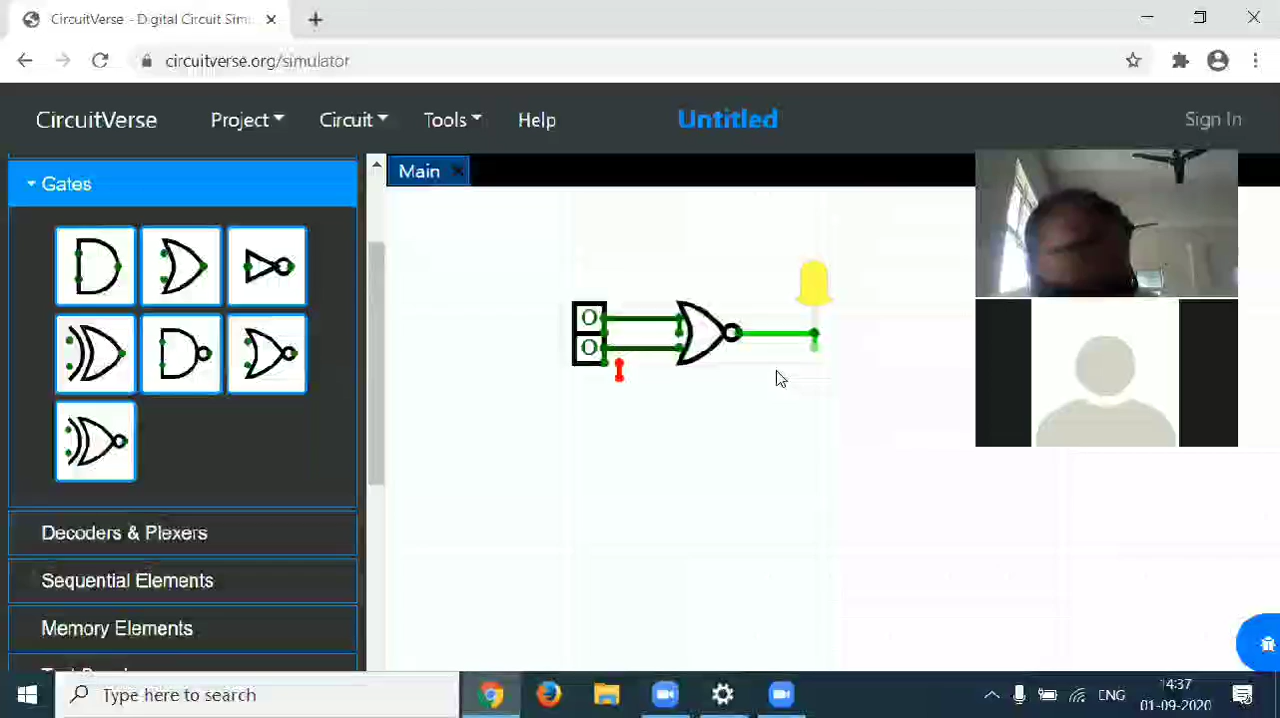 CircuitVerse - Digital Circuit Sim
circuitverse.org/simulator
CircuitVerse
Project
Circuit
Tools
Help
Untitled
Sign In
Gates
Main
0
0
Decoders & Plexers
Sequential Elements
Memory Elements
Type here to search
ENG
14:37
01-09-2020